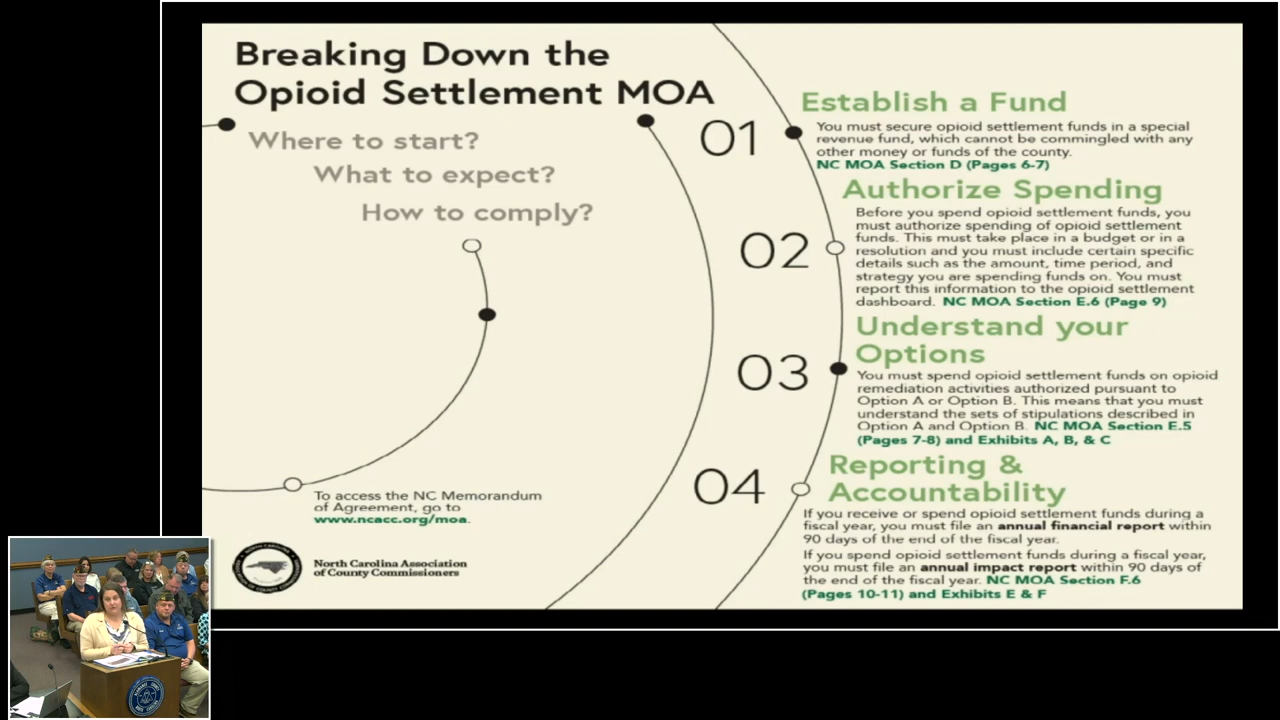 Breaking Down the
Opioid Settlement MOA
Where to start?
What to expect?
How to comply?
01
Establish a Fund
You must secure opioid settlement funds in a special
revenue fund, which cannot be commingled with any
other money or funds of the county.
NC MOA Section D (Pages 6-7)
02
Authorize Spending
Before you spend opioid settlement funds, you
must authorize spending of opioid settlement
funds. This must take place in a budget or in a
resolution and you must include certain specific
details such as the amount, time period, and
strategy you are spending funds on. You must
report this information to the opioid settlement
dashboard. NC MOA Section E.6 (Page 9)
03
Understand your
Options
You must spend opioid settlement funds on opioid
remediation activities authorized pursuant to
Option A or Option B. This means that you must
understand the sets of stipulations described in
Option A and Option B. NC MOA Section E.5
(Pages 7-8) and Exhibits A, B, & C
04
Reporting &
Accountability
If you receive or spend opioid settlement funds during a
fiscal year, you must file an annual financial report within
90 days of the end of the fiscal year.
If you spend opioid settlement funds during a fiscal year,
you must file an annual impact report within 90 days of
the end of the fiscal year. NC MOA Section F.6
(Pages 10-11) and Exhibits E & F
To access the NC Memorandum
of Agreement, go to
www.ncacc.org/moa.
North Carolina Association
of County Commissioners